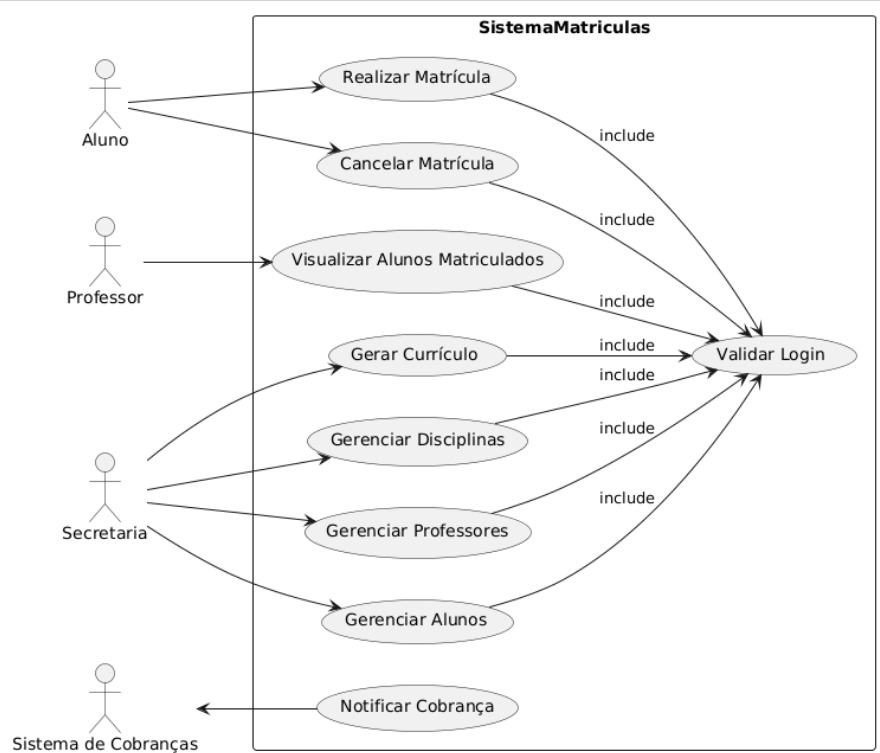 SistemaMatriculas
Realizar Matrícula
Aluno
include
Cancelar Matrícula
include
Visualizar Alunos Matriculados
Professor
include
include
Gerar Currículo
Validar Login
include
include
Gerenciar Disciplinas
include
Gerenciar Professores
Secretaria
Gerenciar Alunos
Notificar Cobrança
Sistema de Cobranças